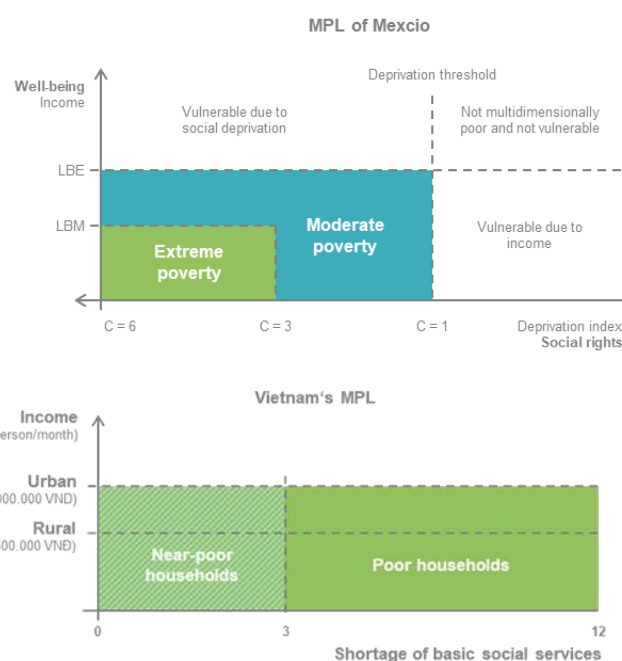 MPL of Mexcio
Well-being
Income
Deprivation threshold
Vulnerable due to
social deprivation
Not multidimensionally
poor and not vulnerable
LBE
LBM
Moderate
poverty
Extreme
poverty
Vulnerable due to
income
C = 6
C = 3
C = 1
Deprivation index
Social rights
Vietnam‘s MPL
Income
erson/month)
Urban
000.000 VND)
Rural
500.000 VNĐ)
Near-poor
households
Poor households
0
3
12
Shortage of basic social services